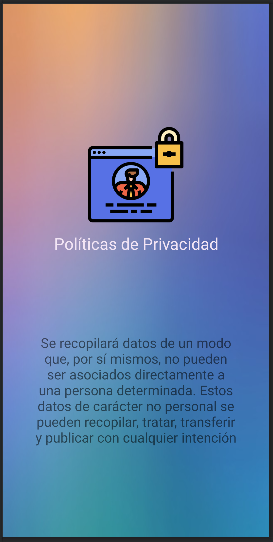 Políticas de Privacidad
Se recopilará datos de un modo
que, por sí mismos, no pueden
ser asociados directamente a
una persona determinada. Estos
datos de carácter no personal se
pueden recopilar, tratar, transferir
y publicar con cualquier intención